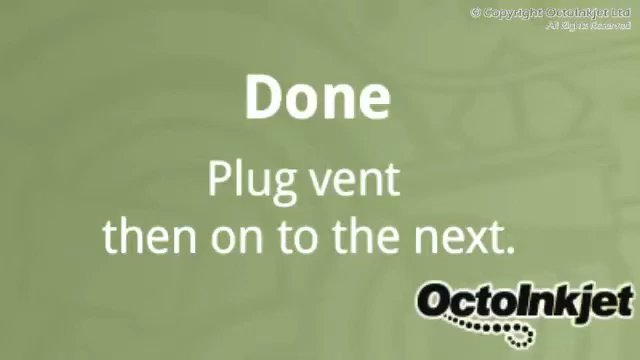 © Copyright OctoInkjet Ltd
All Rights Reserved
Done
Plug vent
then on to the next.
OctoInkjet